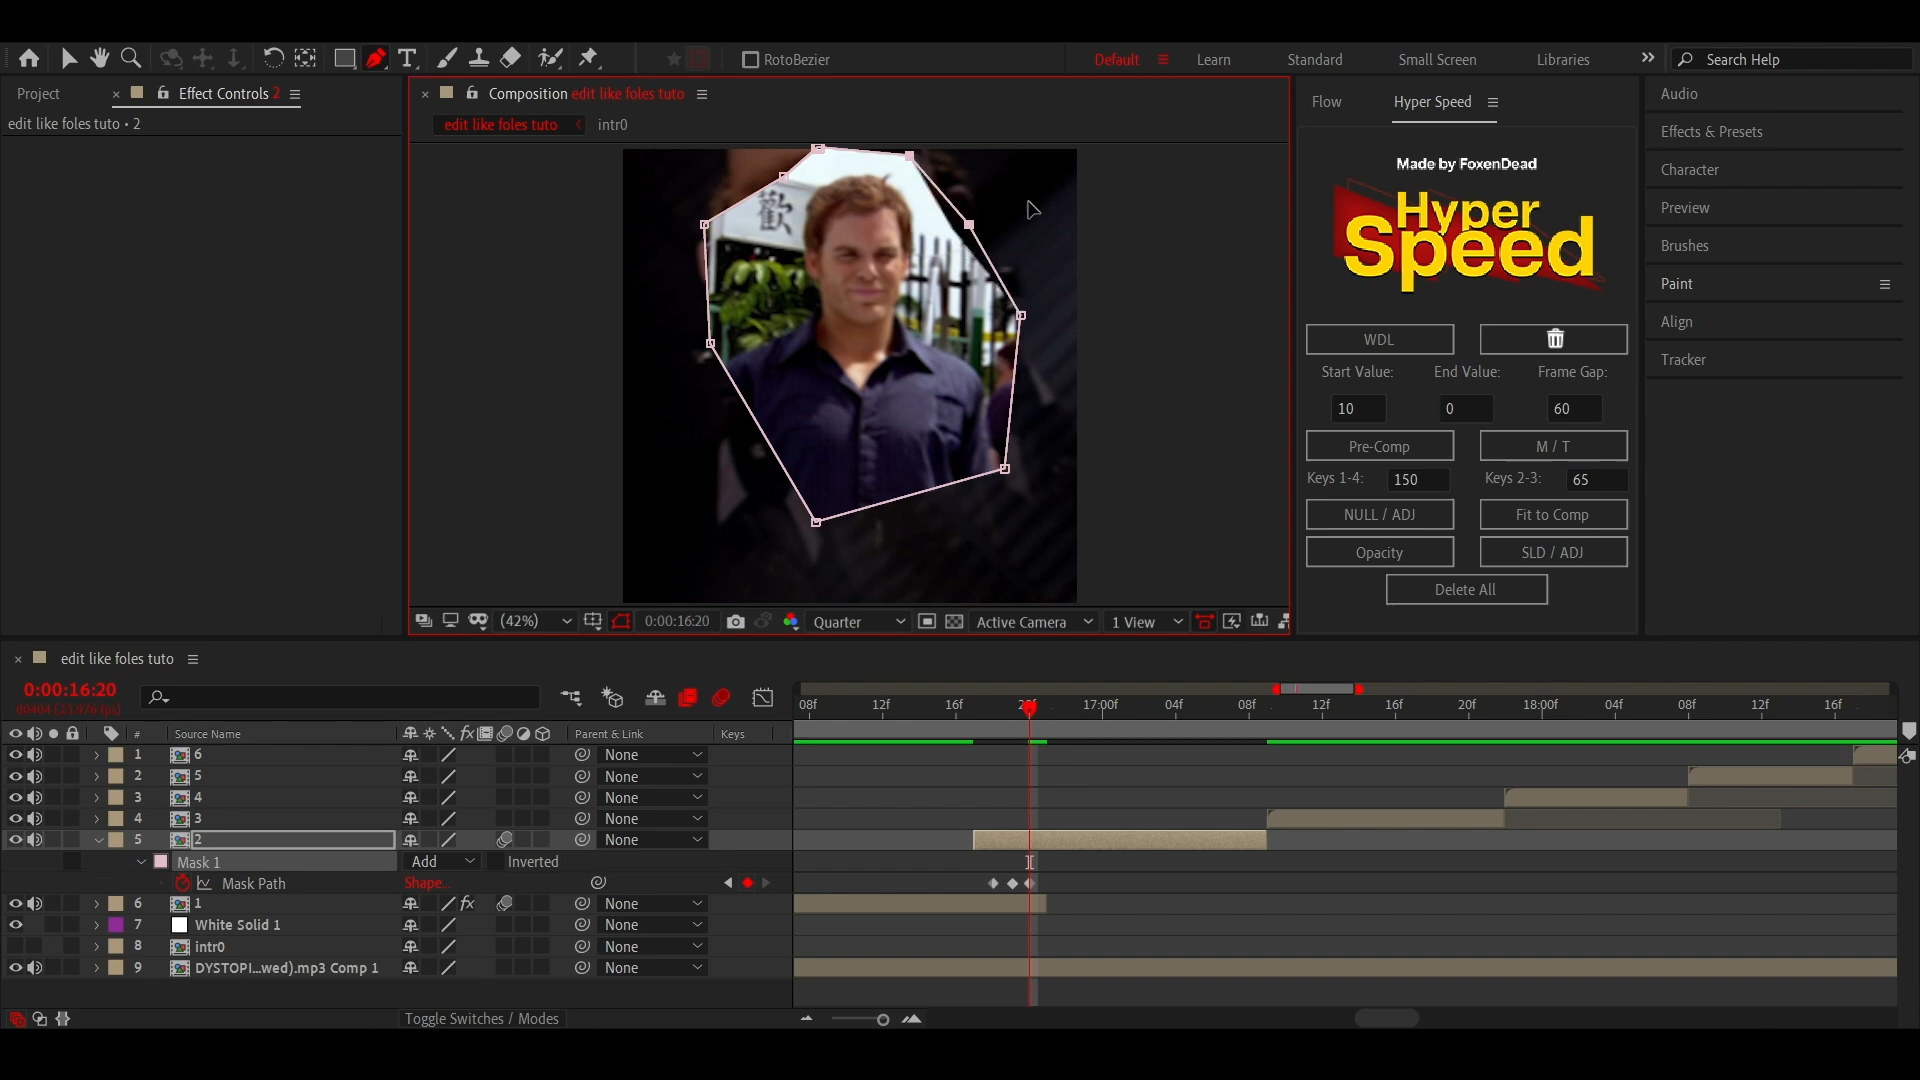 RotoBezier
Default
Learn
Standard
Small Screen
Libraries
Search Help
Project
Effect Controls 2
edit like foles tuto • 2
Composition edit like foles tuto
edit like foles tuto
intr0
歡
(42%)
0:00:16:20
Quarter
Active Camera
1 View
Flow
Hyper Speed
Made by FoxenDead
Hyper
Speed
WDL
Start Value:
End Value:
Frame Gap:
10
0
60
Pre-Comp
M / T
Keys 1-4:
150
Keys 2-3:
65
NULL / ADJ
Fit to Comp
Opacity
SLD / ADJ
Delete All
Audio
Effects & Presets
Character
Preview
Brushes
Paint
Align
Tracker
edit like foles tuto
0:00:16:20
00404 (23.976 fps)
08f 12f 16f 20f 17:00f 04f 08f 12f 16f 20f 18:00f 04f 08f 12f 16f
# Source Name
Parent & Link
Keys
1 6 None
2 5 None
3 4 None
4 3 None
5 2 None
Mask 1 Add Inverted
Mask Path Shape...
6 1 fx None
7 White Solid 1 None
8 intr0 None
9 DYSTOPI...wed).mp3 Comp 1 None
Toggle Switches / Modes